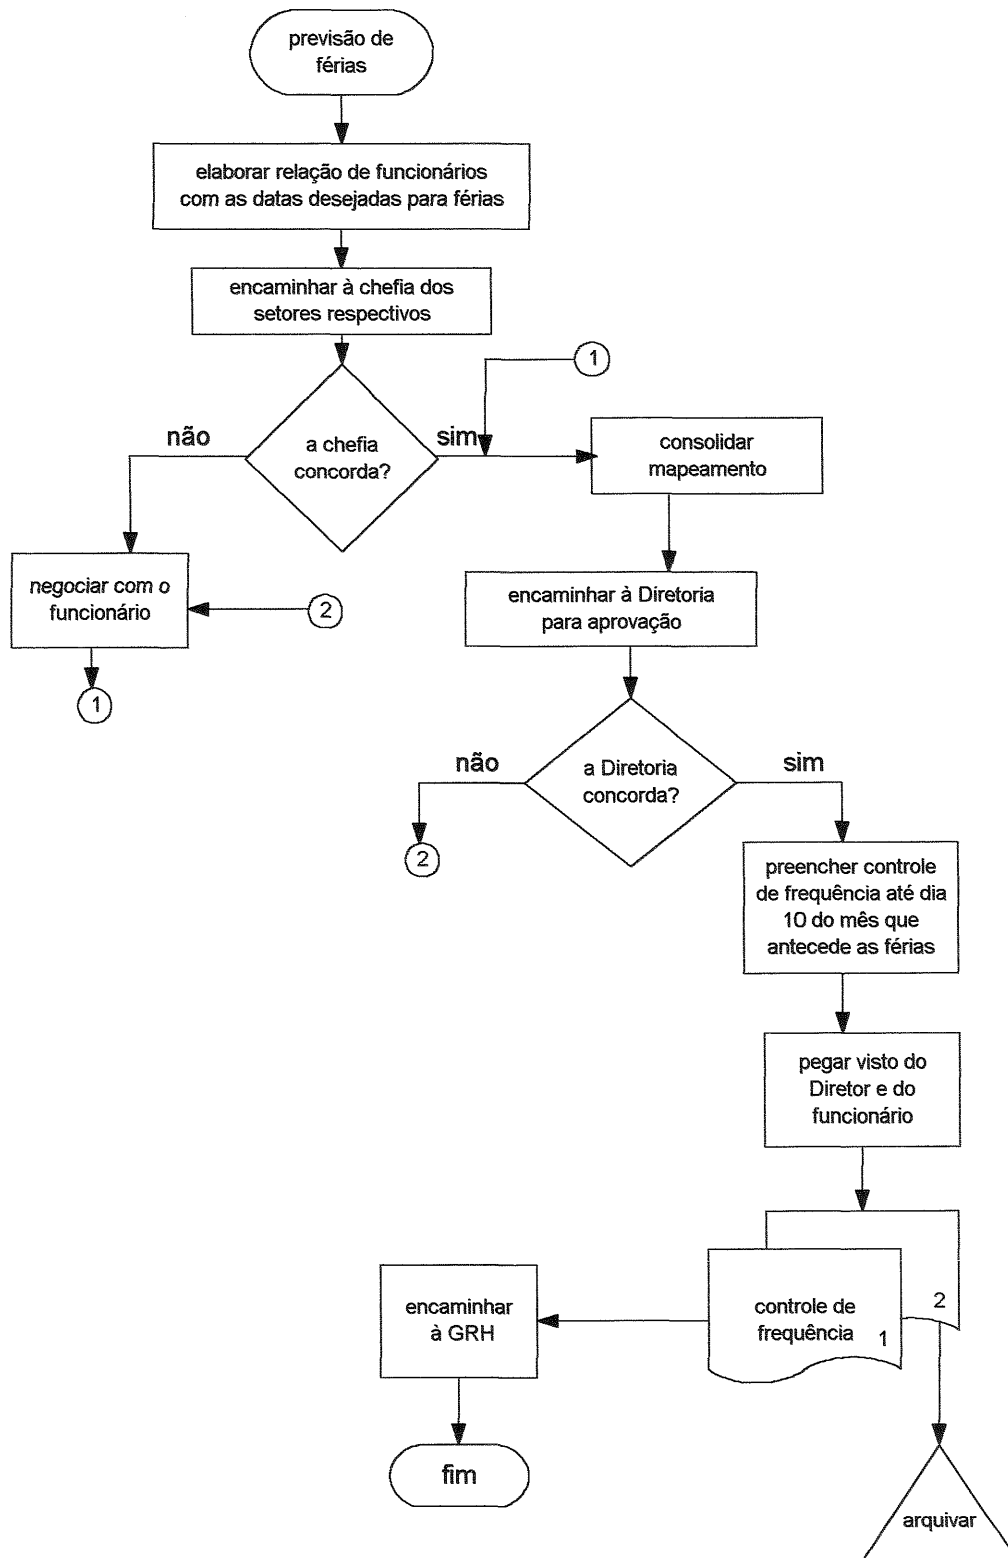 previsão de
férias
elaborar relação de funcionários
com as datas desejadas para férias
encaminhar à chefia dos
setores respectivos
1
não
a chefia
concorda?
sim
consolidar
mapeamento
negociar com o
funcionário
2
1
encaminhar à Diretoria
para aprovação
não
a Diretoria
concorda?
sim
2
preencher controle
de frequência até dia
10 do mês que
antecede as férias
pegar visto do
Diretor e do
funcionário
2
controle de
frequência
1
encaminhar
à GRH
fim
arquivar